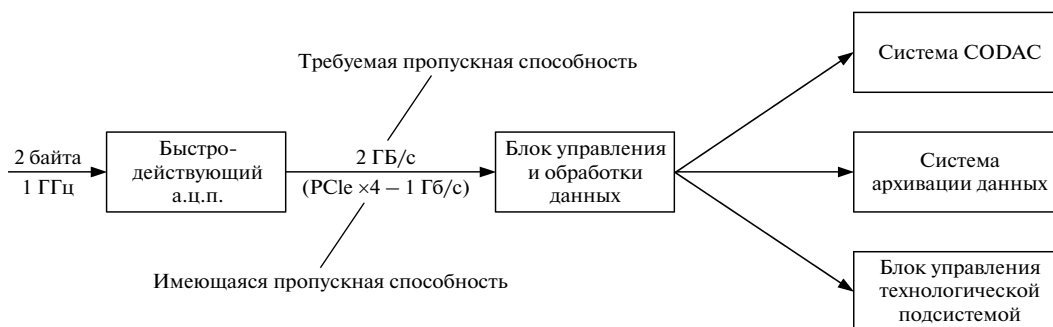 Требуемая пропускная способность
Система CODAC
2 байта
1 ГГц
Быстро-
действующий
а.ц.п.
2 ГБ/с
(PCIe ×4 – 1 Гб/с)
Блок управления
и обработки
данных
Система
архивации данных
Имеющаяся пропускная способность
Блок управления
технологической
подсистемой